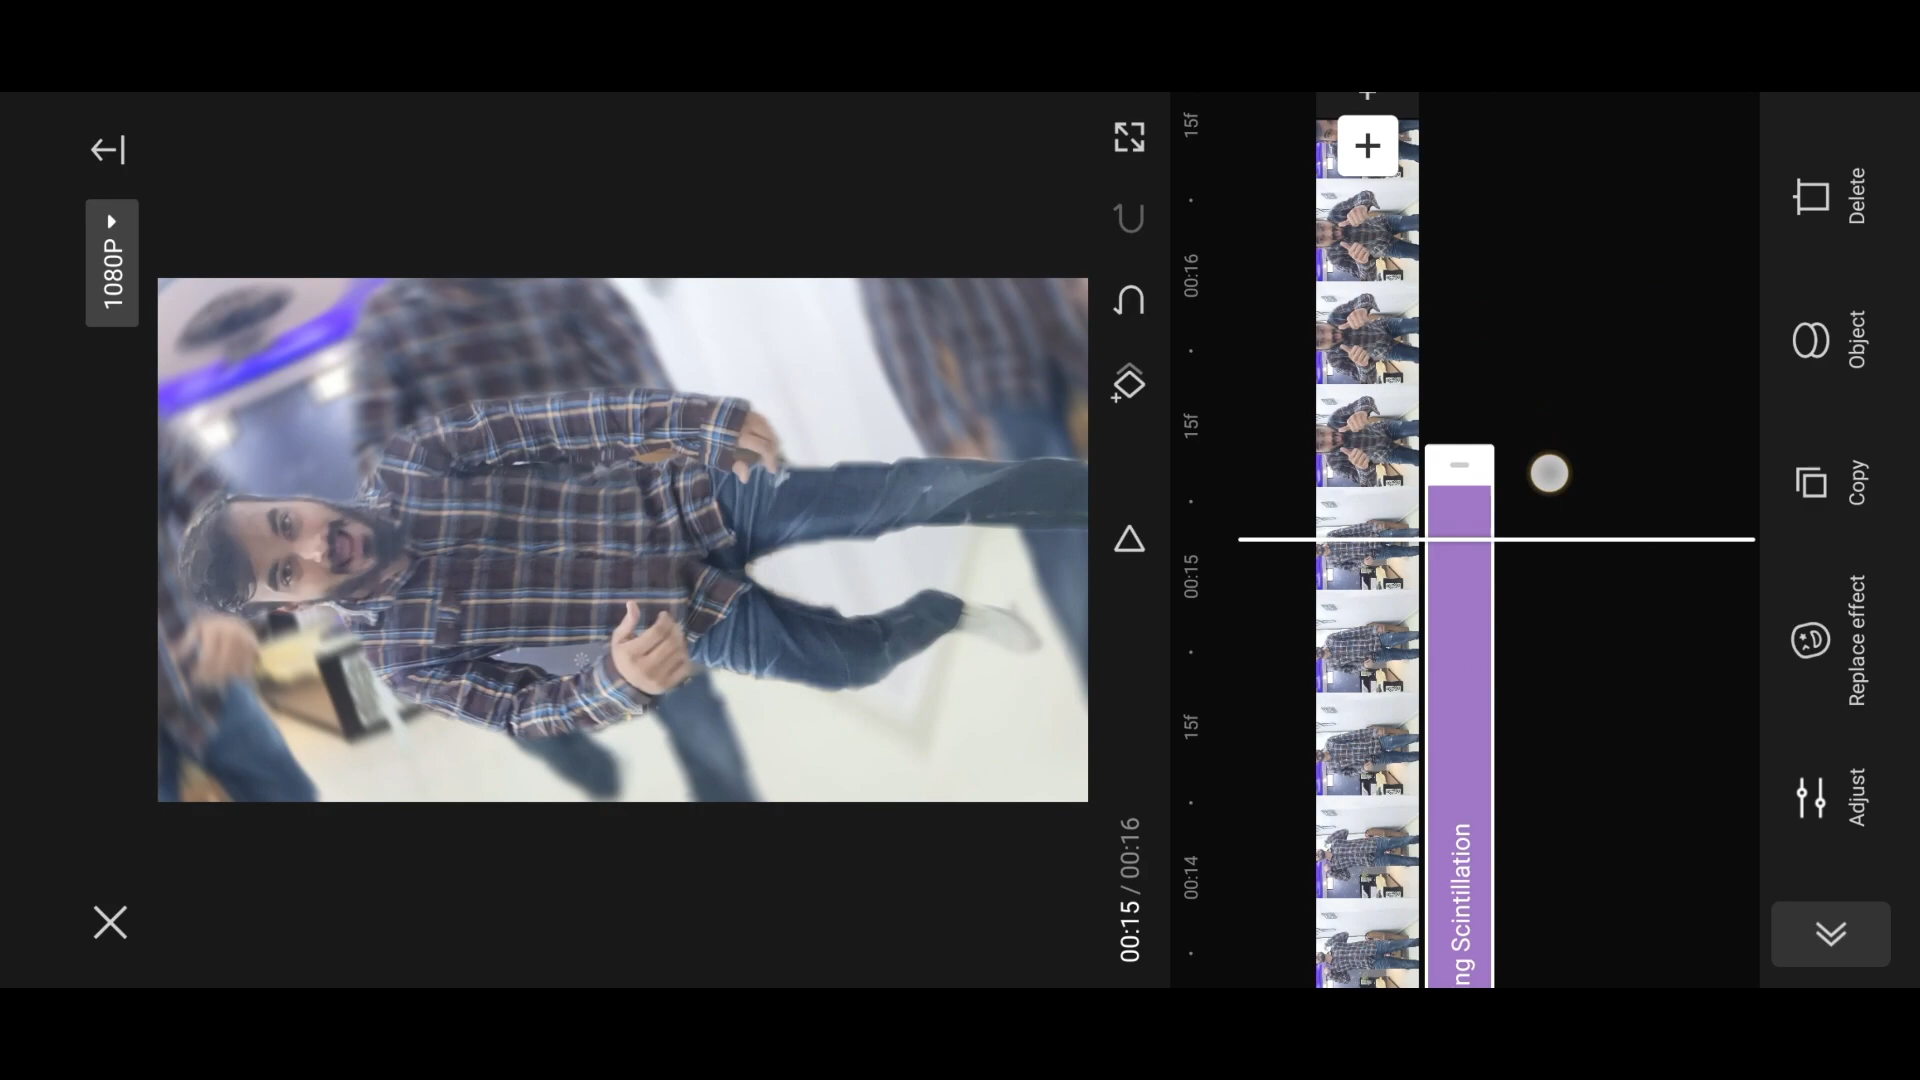 1080P
00:15 / 00:16
00:14
00:15
15f
15f
00:16
15f
ng Scintillation
Adjust
Replace effect
Copy
Object
Delete